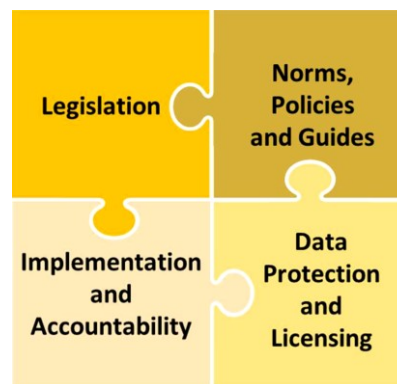 Legislation
Norms,
Policies
and Guides
Implementation
and
Accountability
Data
Protection
and
Licensing